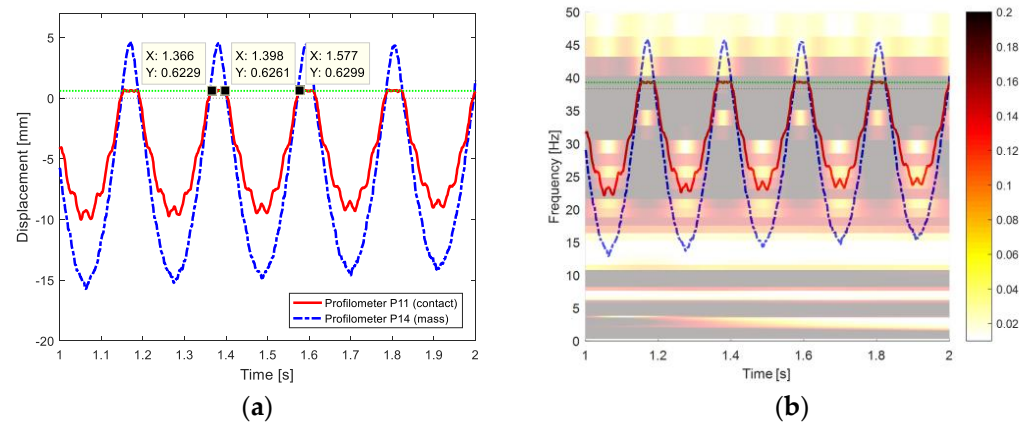 5
0
-5
-10
-15
-20
Displacement [mm]
X: 1.366
Y: 0.6229
X: 1.398
Y: 0.6261
X: 1.577
Y: 0.6299
Profilometer P11 (contact)
Profilometer P14 (mass)
1 1.1 1.2 1.3 1.4 1.5 1.6 1.7 1.8 1.9 2
Time [s]
(a)
50
45
40
35
30
25
20
15
10
5
0
Frequency [Hz]
1 1.2 1.4 1.6 1.8 2
Time [s]
0.2
0.18
0.16
0.14
0.12
0.1
0.08
0.06
0.04
0.02
(b)